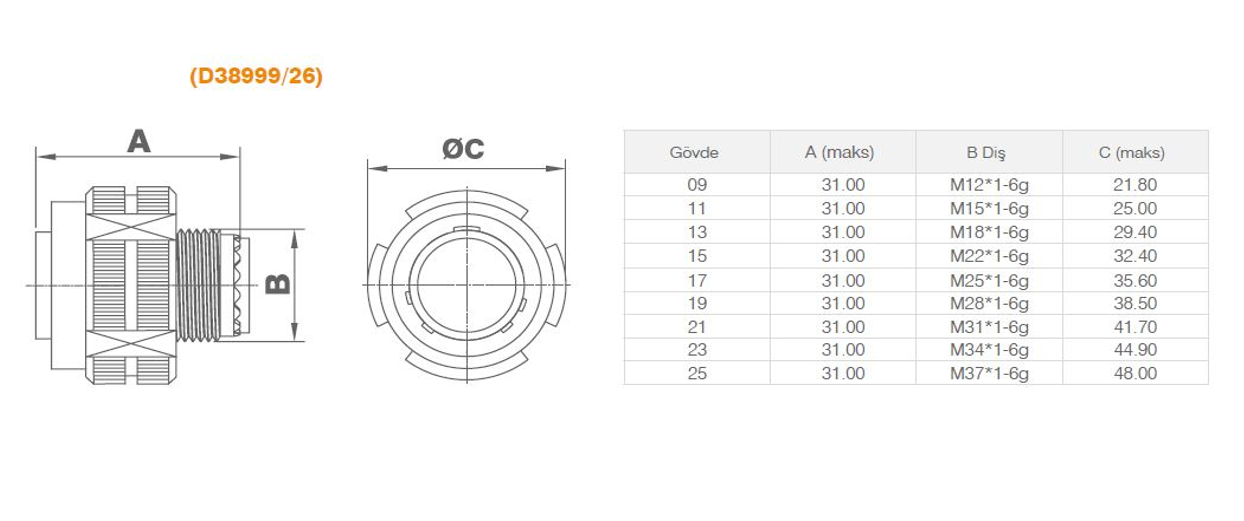 (D38999/26)
A
ØC
B
Gövde A (maks) B Diş C (maks)
09 31.00 M12*1-6g 21.80
11 31.00 M15*1-6g 25.00
13 31.00 M18*1-6g 29.40
15 31.00 M22*1-6g 32.40
17 31.00 M25*1-6g 35.60
19 31.00 M28*1-6g 38.50
21 31.00 M31*1-6g 41.70
23 31.00 M34*1-6g 44.90
25 31.00 M37*1-6g 48.00